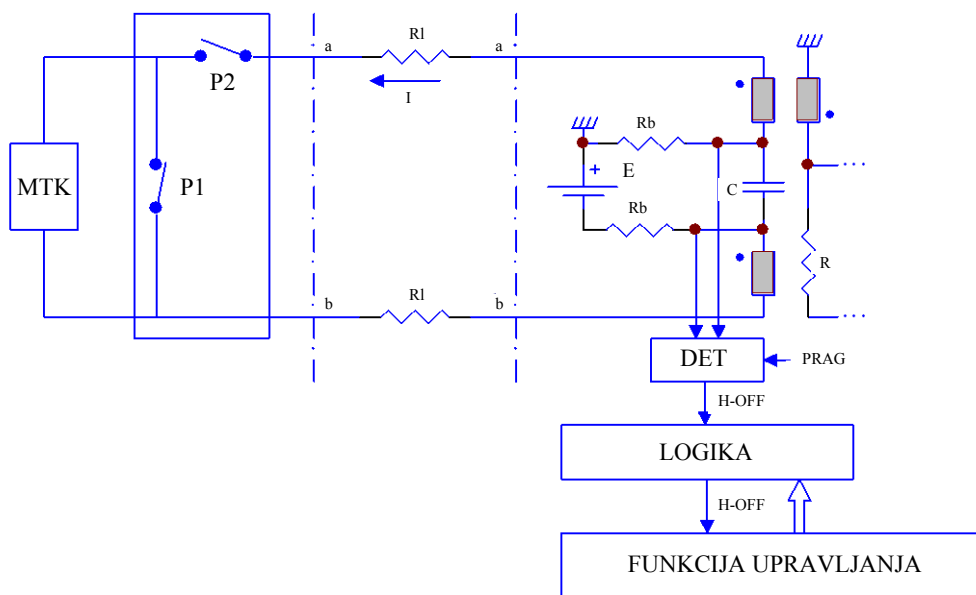 Rl
a
a
P2
I
Rb
+
E
MTK
P1
C
Rb
R
b
Rl
b
DET
PRAG
H-OFF
LOGIKA
H-OFF
FUNKCIJA UPRAVLJANJA